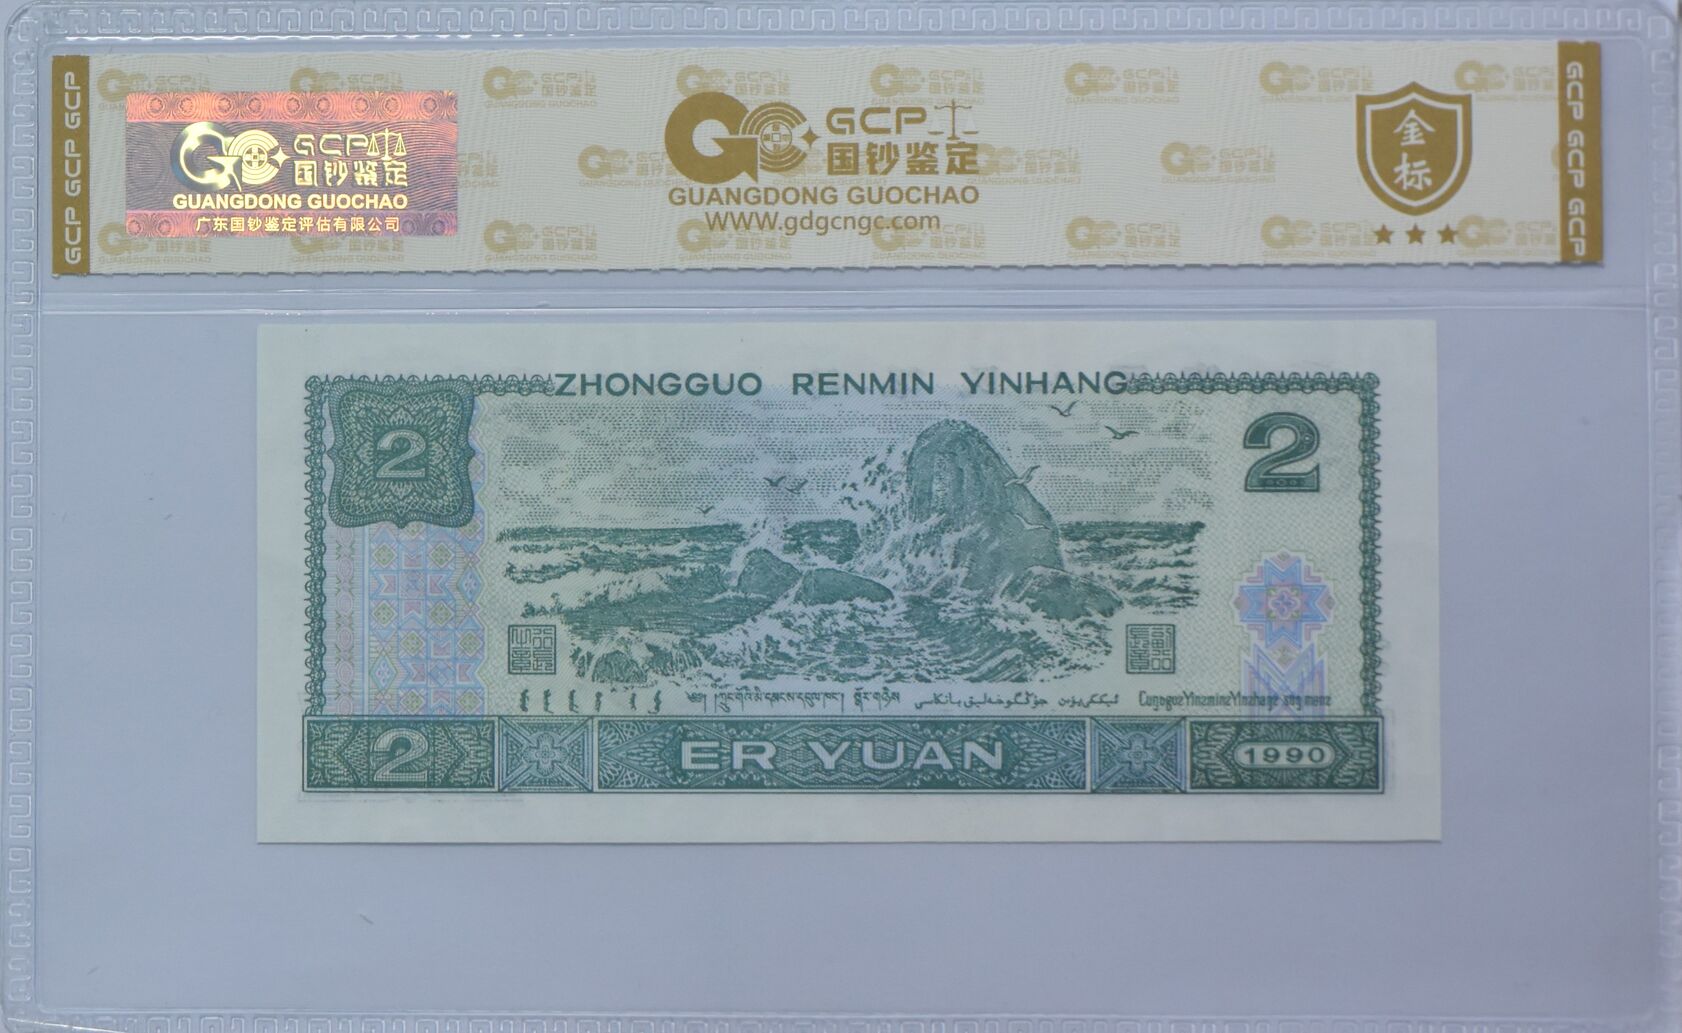 GCP GCP GCP
GCP
国钞鉴定
GUANGDONG GUOCHAO
广东国钞鉴定评估有限公司
GCP
国钞鉴定
GUANGDONG GUOCHAO
WWW.gdgcngc.com
金标
GCP GCP GCP
ZHONGGUO RENMIN YINHANG
2
2
2
ER YUAN
1990